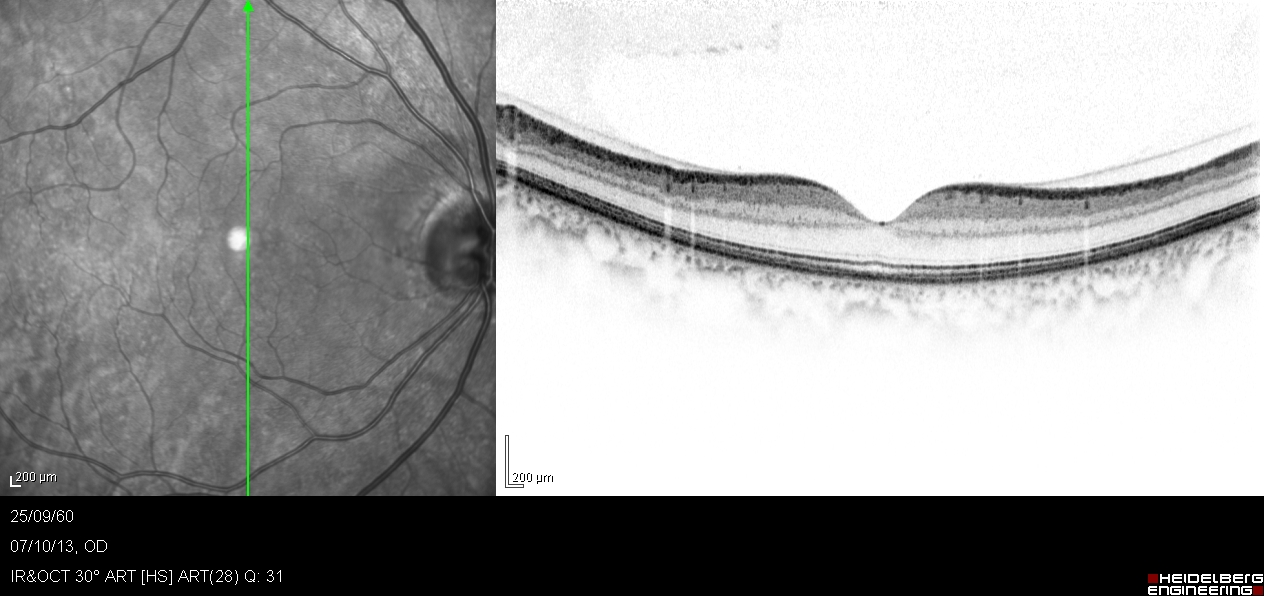 200 µm
200 µm
25/09/60
07/10/13, OD
IR&OCT 30° ART [HS] ART(28) Q: 31
HEIDELBERG
ENGINEERING